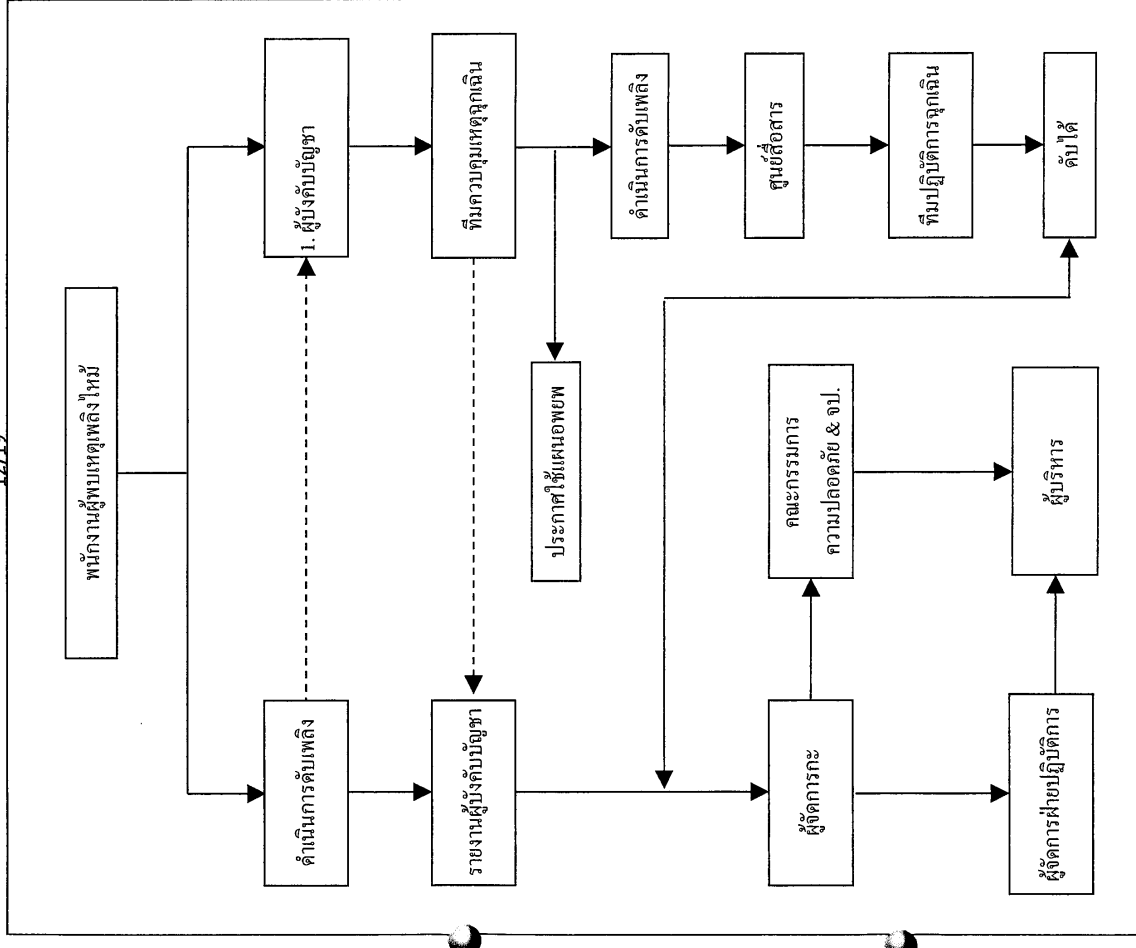 พนักงานผู้พบเหตุเพลิงไหม้
ดำเนินการดับเพลิง
1. ผู้บังคับบัญชา
รายงานผู้บังคับบัญชา
ทีมควบคุมเหตุฉุกเฉิน
ประกาศใช้แผนอพยพ
ดำเนินการดับเพลิง
ศูนย์สื่อสาร
ทีมปฏิบัติการฉุกเฉิน
ดับได้
ผู้จัดการกะ
คณะกรรมการ
ความปลอดภัย & จป.
ผู้จัดการฝ่ายปฏิบัติการ
ผู้บริหาร